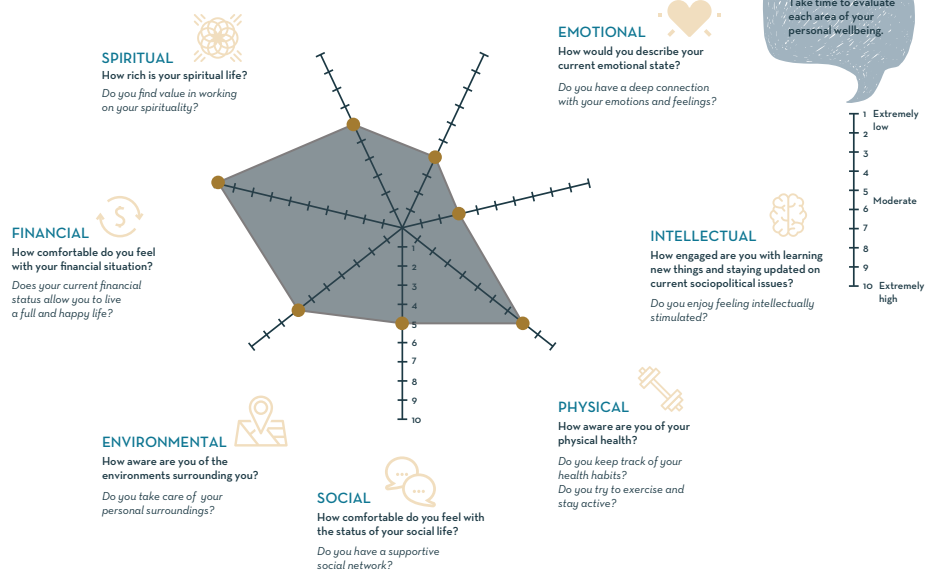 Take time to evaluate
each area of your
personal wellbeing.
SPIRITUAL
How rich is your spiritual life?
Do you find value in working
on your spirituality?
EMOTIONAL
How would you describe your
current emotional state?
Do you have a deep connection
with your emotions and feelings?
1 Extremely
low
2
3
4
5
Moderate
6
7
8
9
10 Extremely
high
FINANCIAL
How comfortable do you feel
with your financial situation?
Does your current financial
status allow you to live
a full and happy life?
INTELLECTUAL
How engaged are you with learning
new things and staying updated on
current sociopolitical issues?
Do you enjoy feeling intellectually
stimulated?
1
2
3
4
5
6
7
8
9
10
ENVIRONMENTAL
How aware are you of the
environments surrounding you?
Do you take care of your
personal surroundings?
PHYSICAL
How aware are you of your
physical health?
Do you keep track of your
health habits?
Do you try to exercise and
stay active?
SOCIAL
How comfortable do you feel with
the status of your social life?
Do you have a supportive
social network?